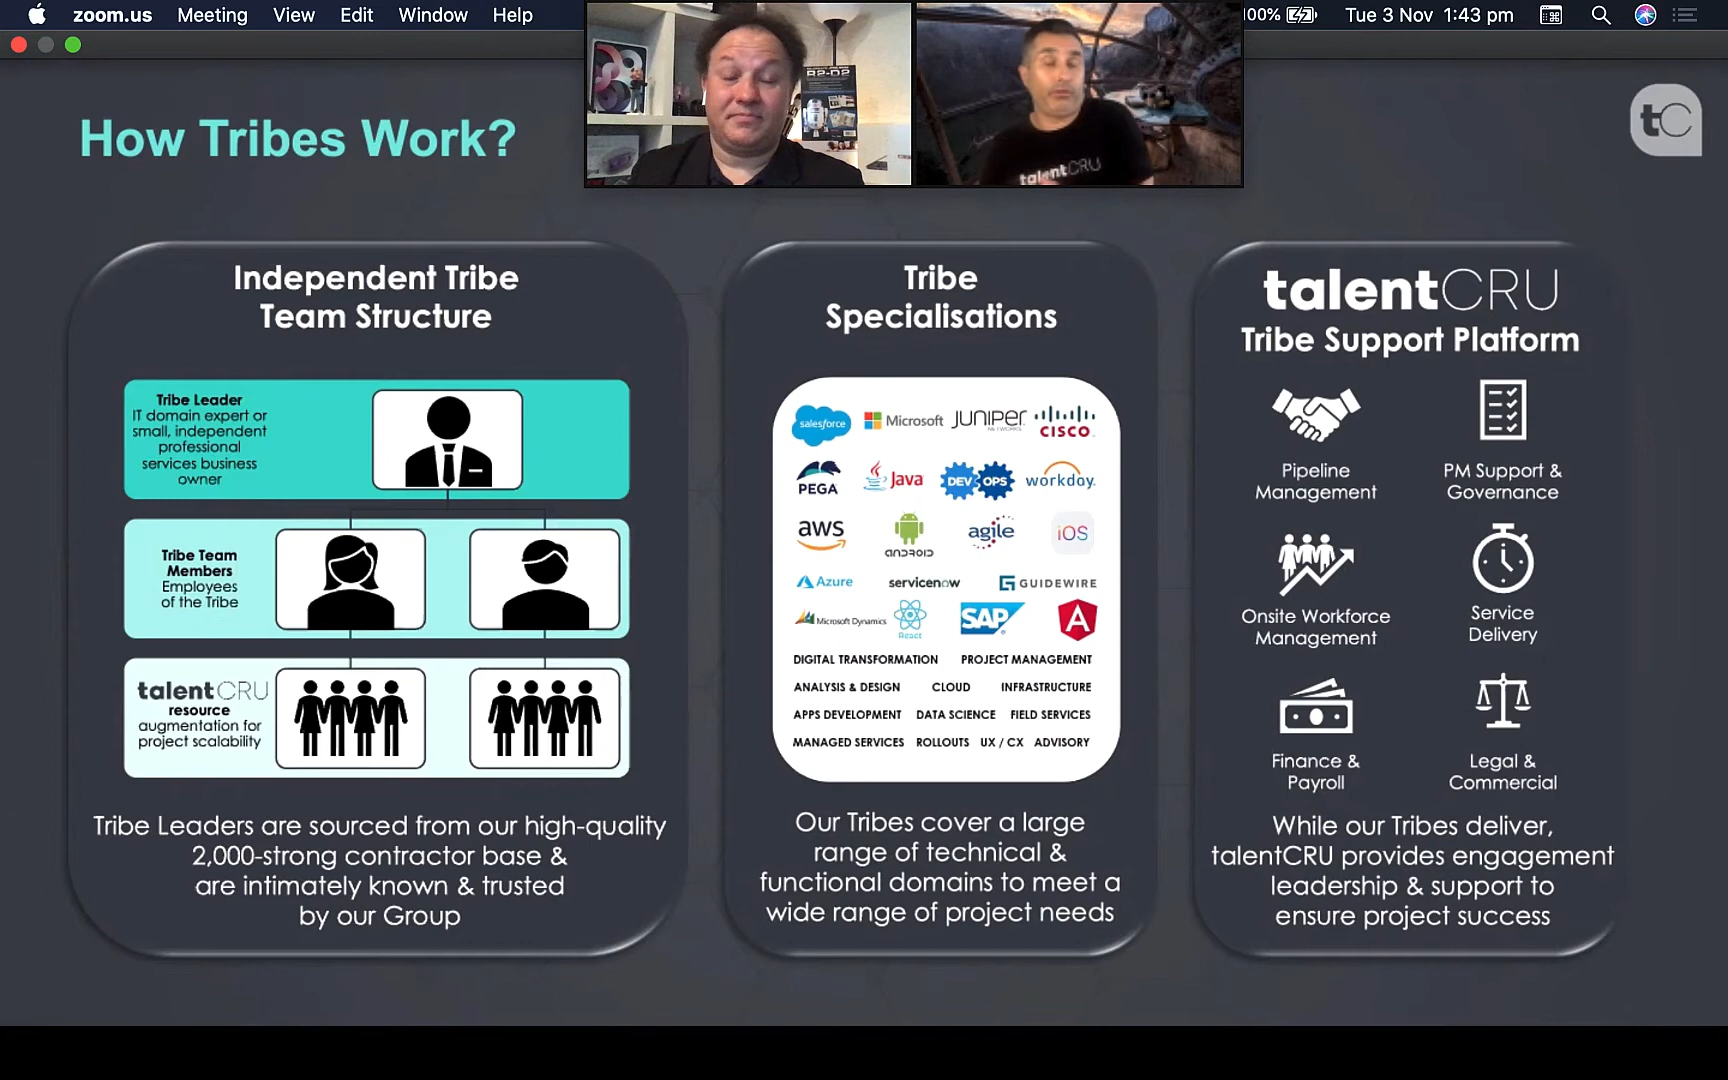 zoom.us Meeting View Edit Window Help
100% Tue 3 Nov 1:43 pm
How Tribes Work?
R2-D2
talentCRU
tC
Independent Tribe
Team Structure
Tribe Leader
IT domain expert or
small, independent
professional
services business
owner
Tribe Team
Members
Employees
of the Tribe
talentCRU
resource
augmentation for
project scalability
Tribe Leaders are sourced from our high-quality
2,000-strong contractor base &
are intimately known & trusted
by our Group
Tribe
Specialisations
salesforce Microsoft JUNIPER NETWORKS CISCO
PEGA Java DEV OPS workday.
aws ANDROID agile iOS
Azure servicenow GUIDEWIRE
Microsoft Dynamics React SAP A
DIGITAL TRANSFORMATION PROJECT MANAGEMENT
ANALYSIS & DESIGN CLOUD INFRASTRUCTURE
APPS DEVELOPMENT DATA SCIENCE FIELD SERVICES
MANAGED SERVICES ROLLOUTS UX / CX ADVISORY
Our Tribes cover a large
range of technical &
functional domains to meet a
wide range of project needs
talentCRU
Tribe Support Platform
Pipeline
Management
PM Support &
Governance
Onsite Workforce
Management
Service
Delivery
Finance &
Payroll
Legal &
Commercial
While our Tribes deliver,
talentCRU provides engagement
leadership & support to
ensure project success